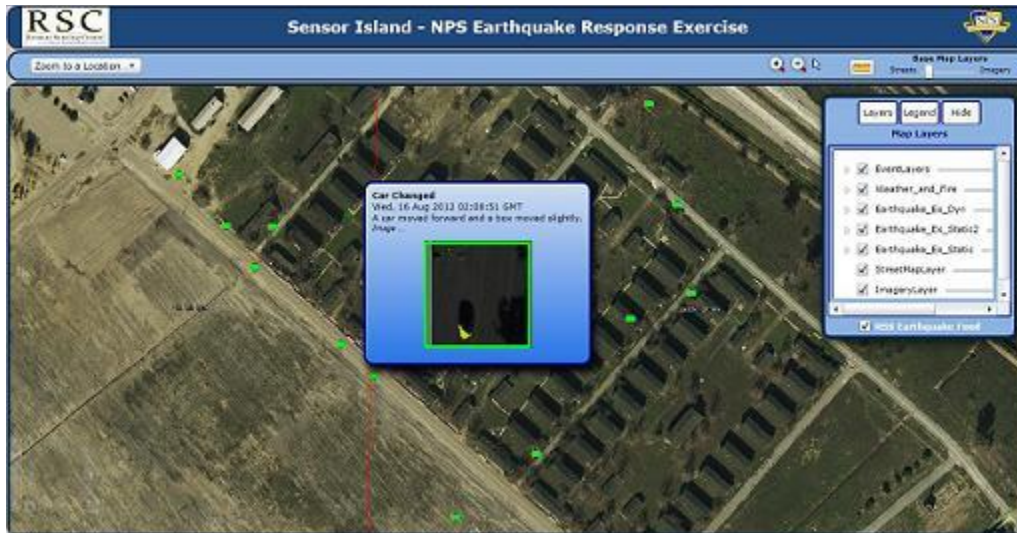 RSC
Sensor Island - NPS Earthquake Response Exercise
NPS
Zoom to a Location
Base Map Layers
Streets
Imagery
Layers
Legend
Hide
Map Layers
EventLayers
Weather_and_fire
Earthquake_Ex_Dyn
Earthquake_Ex_Static2
Earthquake_Ex_Static
StreetMapLayer
ImageryLayer
RSS Earthquake Feed
Car Changed
Wed, 16 Aug 2012 02:08:51 GMT
A car moved forward and a box moved slightly.
Image...